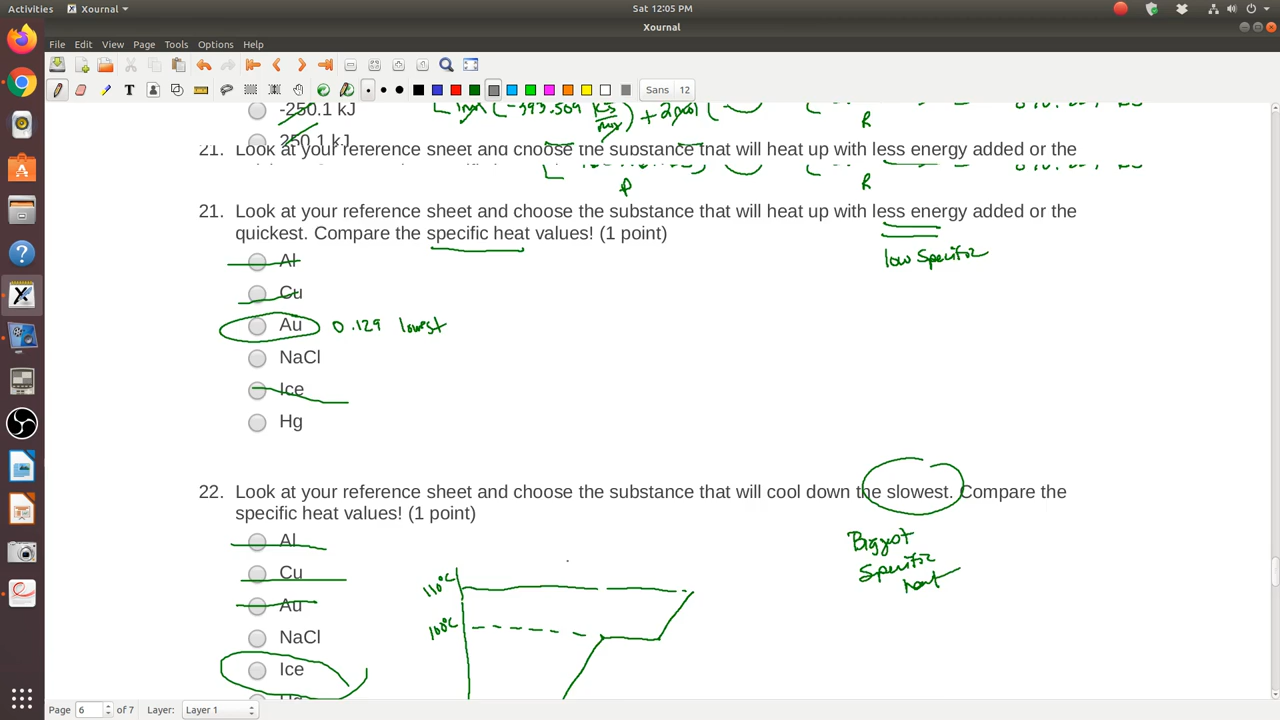 Activities
Xournal
Sat 12:05 PM
Xournal
File Edit View Page Tools Options Help
T
Sans 12
-250.1 kJ
250.1 kJ
+ 2mol
R
21. Look at your reference sheet and choose the substance that will heat up with less energy added or the
P
R
21. Look at your reference sheet and choose the substance that will heat up with less energy added or the
quickest. Compare the specific heat values! (1 point)
low Specific
Al
Cu
Au 0.129 lowest
NaCl
Ice
Hg
22. Look at your reference sheet and choose the substance that will cool down the slowest. Compare the
specific heat values! (1 point)
Biggest
Specific
heat
Al
Cu
110°C
Au
100°C
NaCl
Ice
Hg
Page 6 of 7 Layer: Layer 1